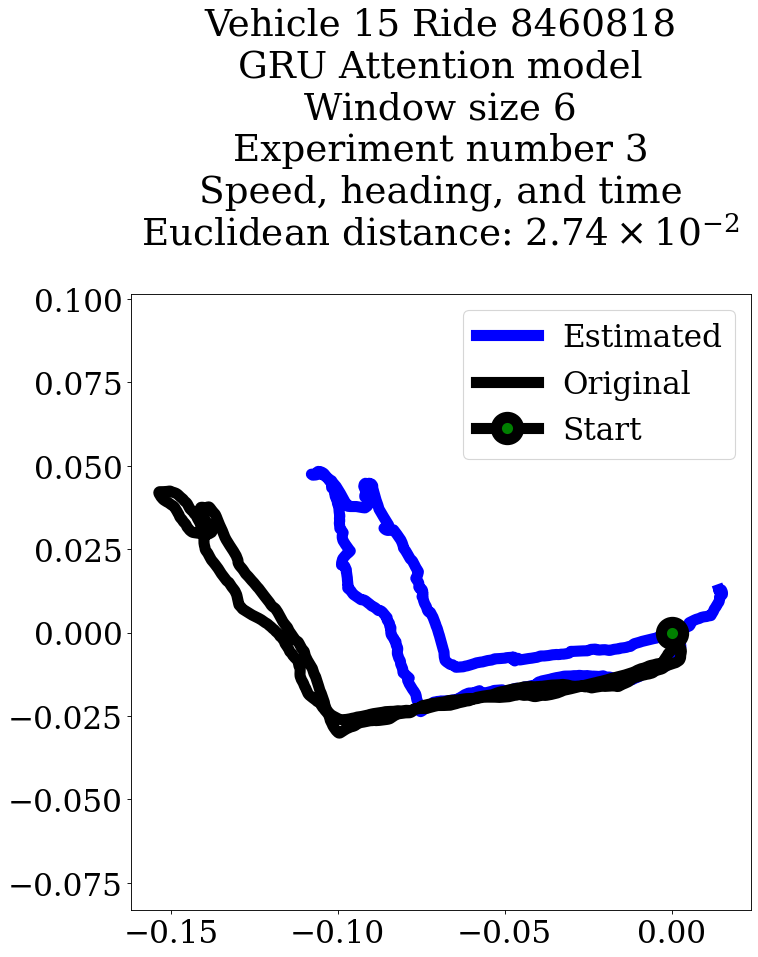 Vehicle 15 Ride 8460818
GRU Attention model
Window size 6
Experiment number 3
Speed, heading, and time
Euclidean distance: 2.74 × 10⁻²
0.100
0.075
0.050
0.025
0.000
−0.025
−0.050
−0.075
Estimated
Original
Start
−0.15
−0.10
−0.05
0.00